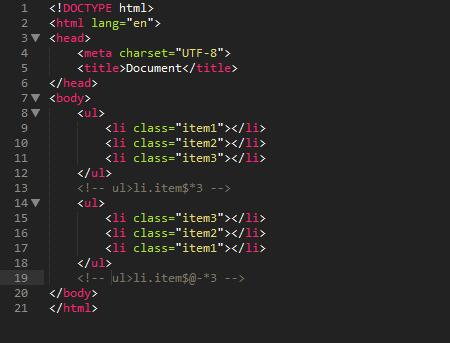 1 <!DOCTYPE html>
2 <html lang="en">
3 <head>
4     <meta charset="UTF-8">
5     <title>Document</title>
6 </head>
7 <body>
8     <ul>
9         <li class="item1"></li>
10         <li class="item2"></li>
11         <li class="item3"></li>
12     </ul>
13     <!-- ul>li.item$*3 -->
14     <ul>
15         <li class="item3"></li>
16         <li class="item2"></li>
17         <li class="item1"></li>
18     </ul>
19     <!-- ul>li.item$@-*3 -->
20 </body>
21 </html>